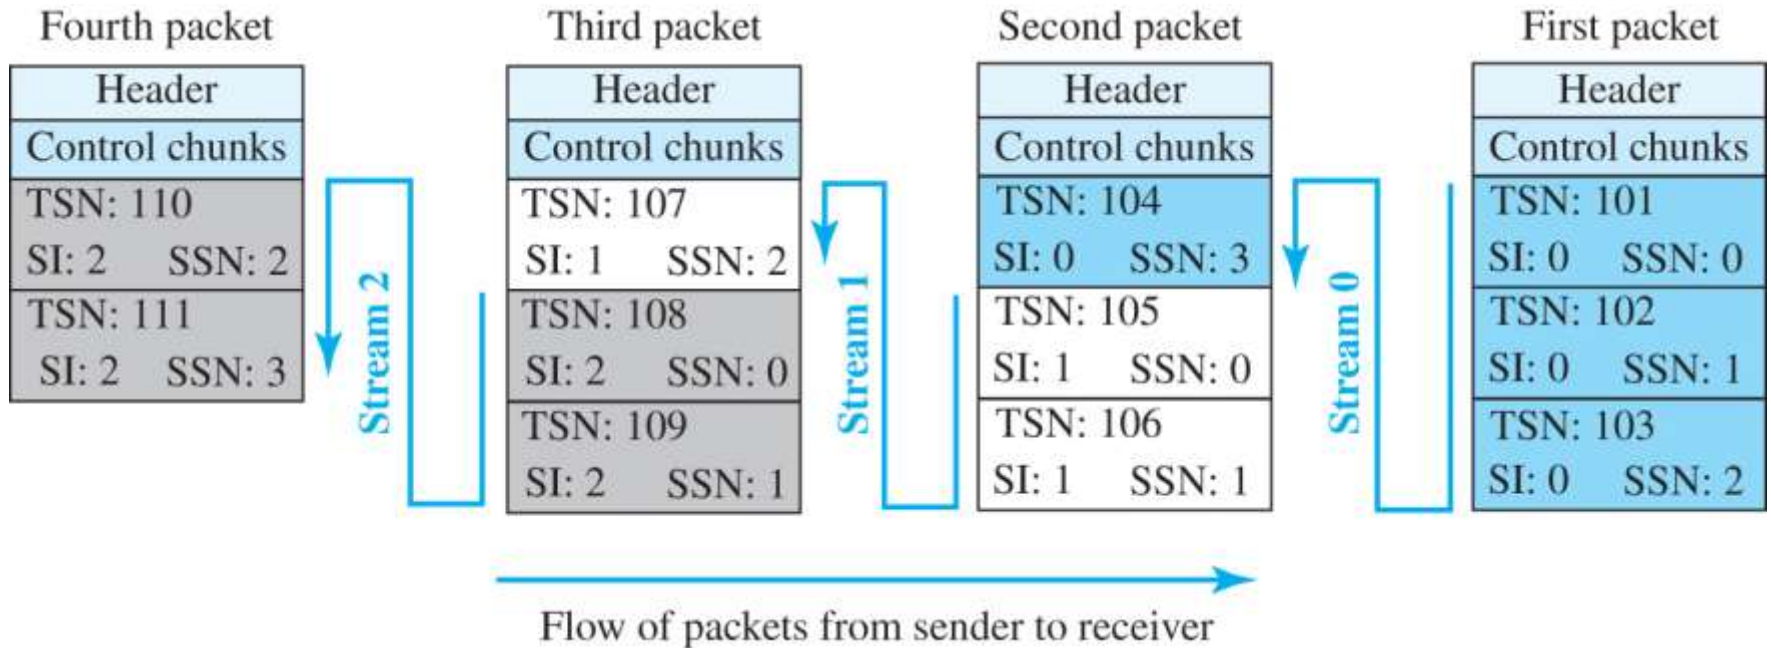 Fourth packet
Header
Control chunks
TSN: 110
SI: 2 SSN: 2
TSN: 111
SI: 2 SSN: 3
Stream 2
Third packet
Header
Control chunks
TSN: 107
SI: 1 SSN: 2
TSN: 108
SI: 2 SSN: 0
TSN: 109
SI: 2 SSN: 1
Stream 1
Second packet
Header
Control chunks
TSN: 104
SI: 0 SSN: 3
TSN: 105
SI: 1 SSN: 0
TSN: 106
SI: 1 SSN: 1
Stream 0
First packet
Header
Control chunks
TSN: 101
SI: 0 SSN: 0
TSN: 102
SI: 0 SSN: 1
TSN: 103
SI: 0 SSN: 2
Flow of packets from sender to receiver